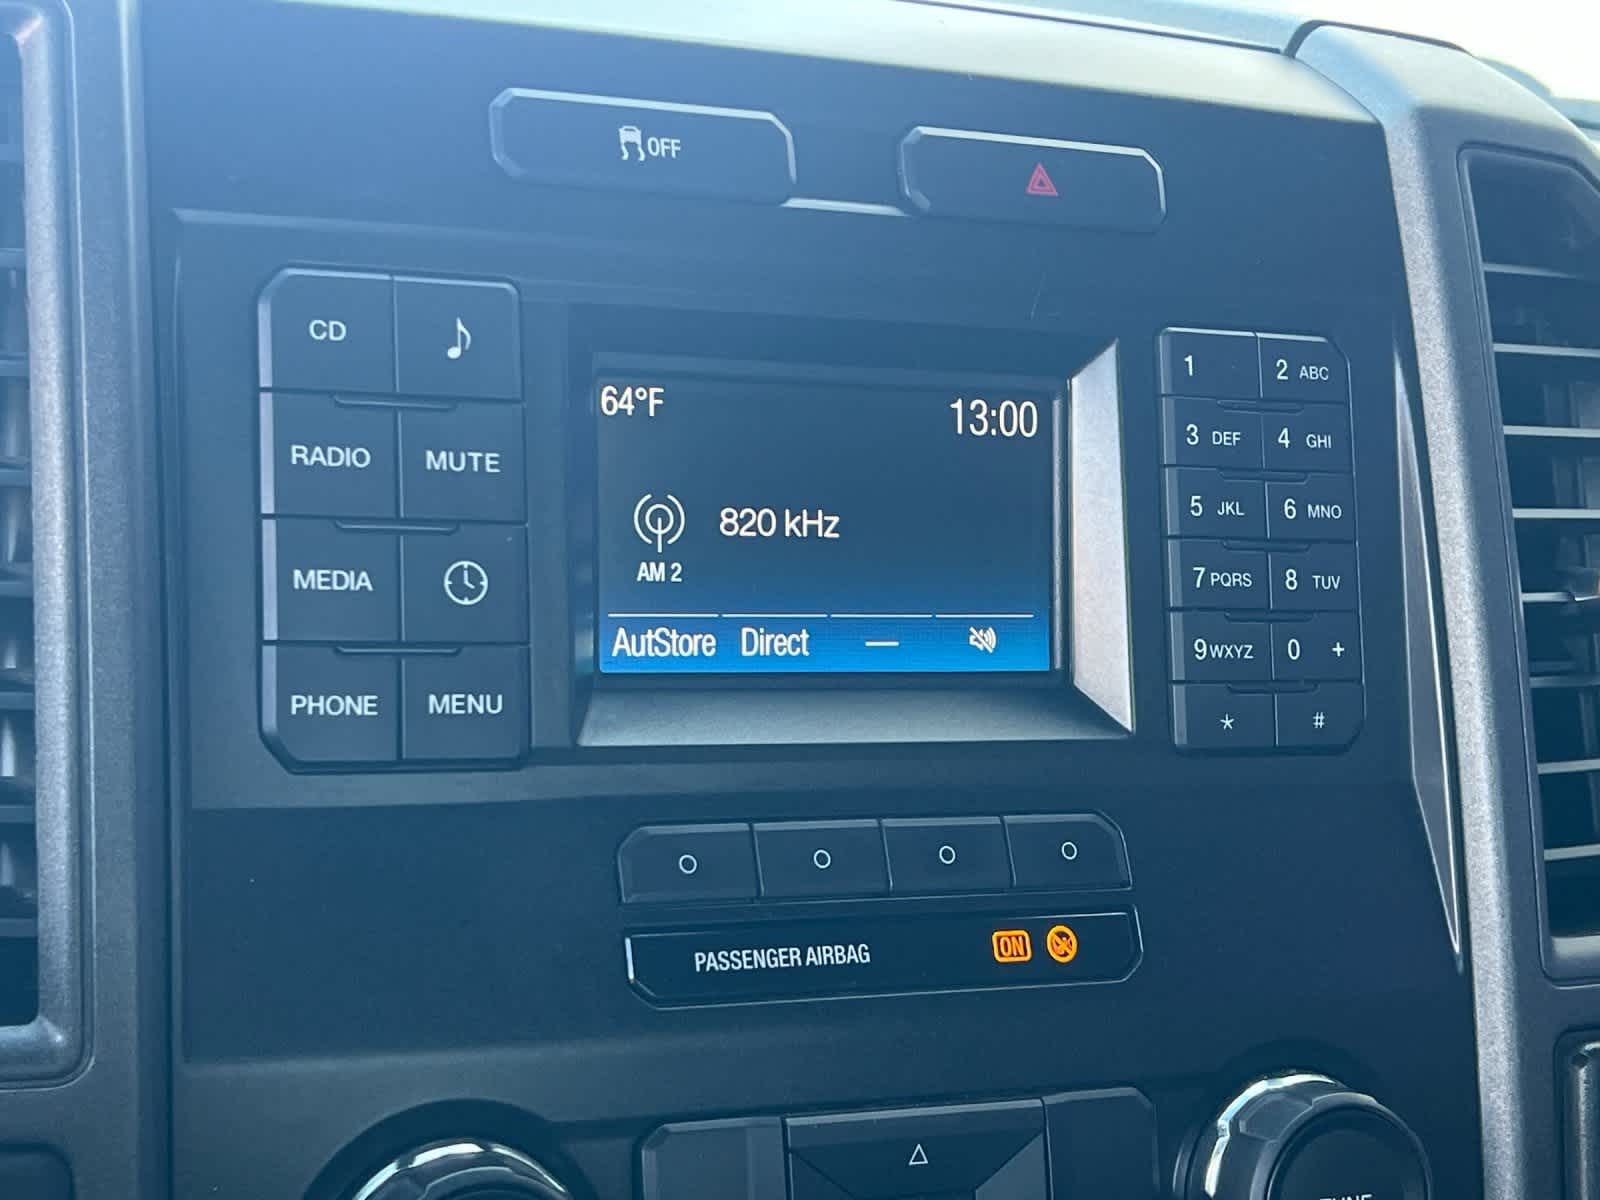 OFF
CD
RADIO MUTE
MEDIA
PHONE MENU
64°F 13:00
820 kHz
AM 2
AutStore Direct —
1 2 ABC
3 DEF 4 GHI
5 JKL 6 MNO
7 PQRS 8 TUV
9 WXYZ 0 +
* #
PASSENGER AIRBAG ON